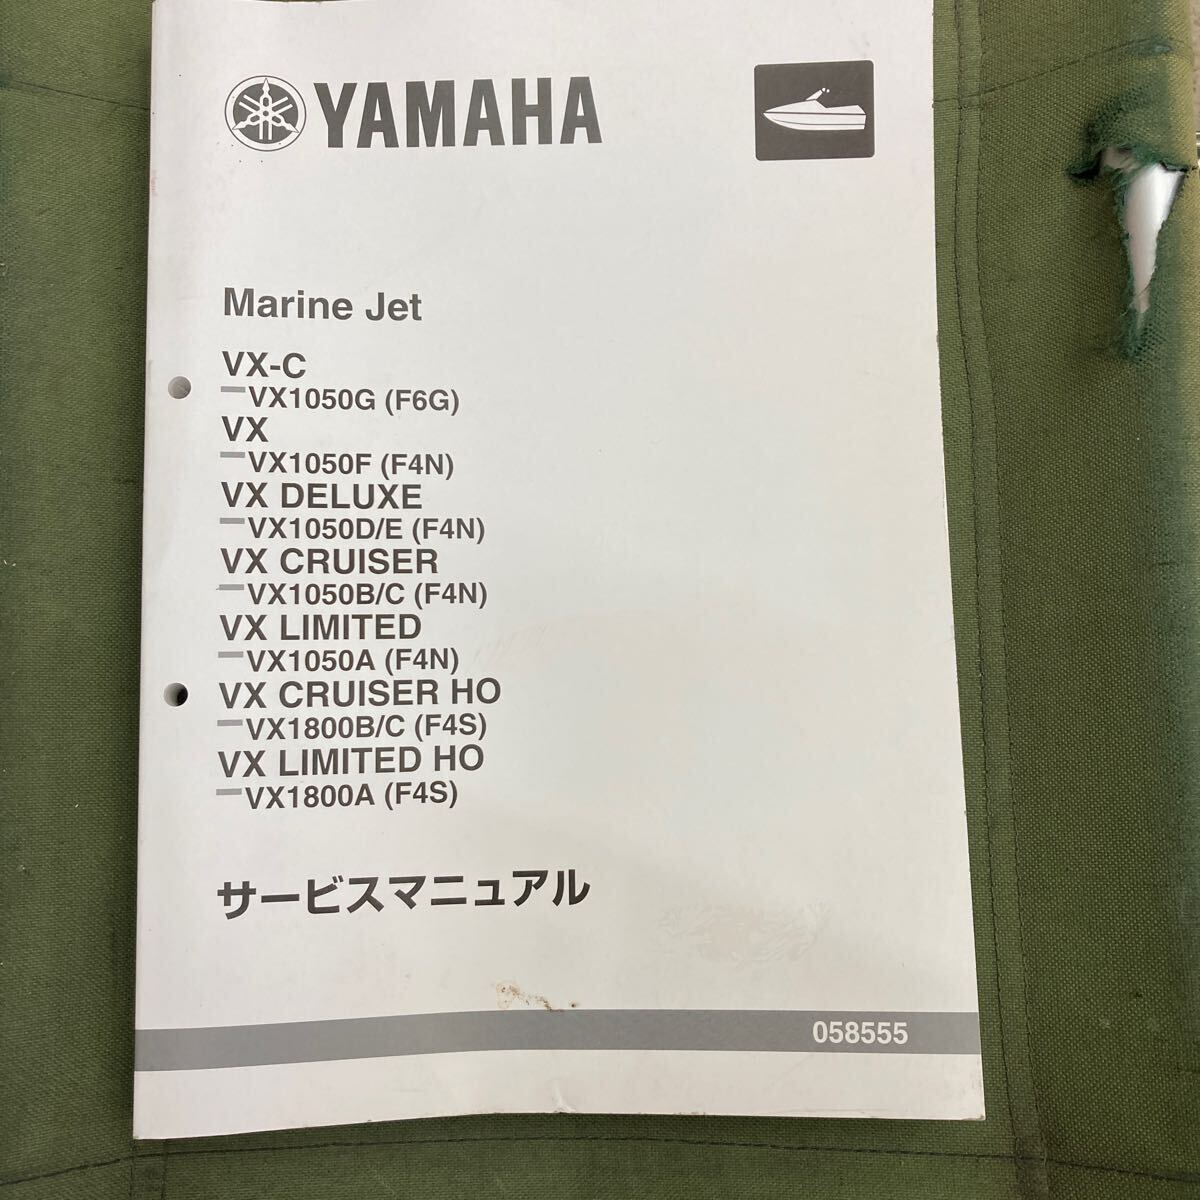 YAMAHA
Marine Jet
VX-C
VX1050G (F6G)
VX
VX1050F (F4N)
VX DELUXE
VX1050D/E (F4N)
VX CRUISER
VX1050B/C (F4N)
VX LIMITED
VX1050A (F4N)
VX CRUISER HO
VX1800B/C (F4S)
VX LIMITED HO
VX1800A (F4S)
サービスマニュアル
058555